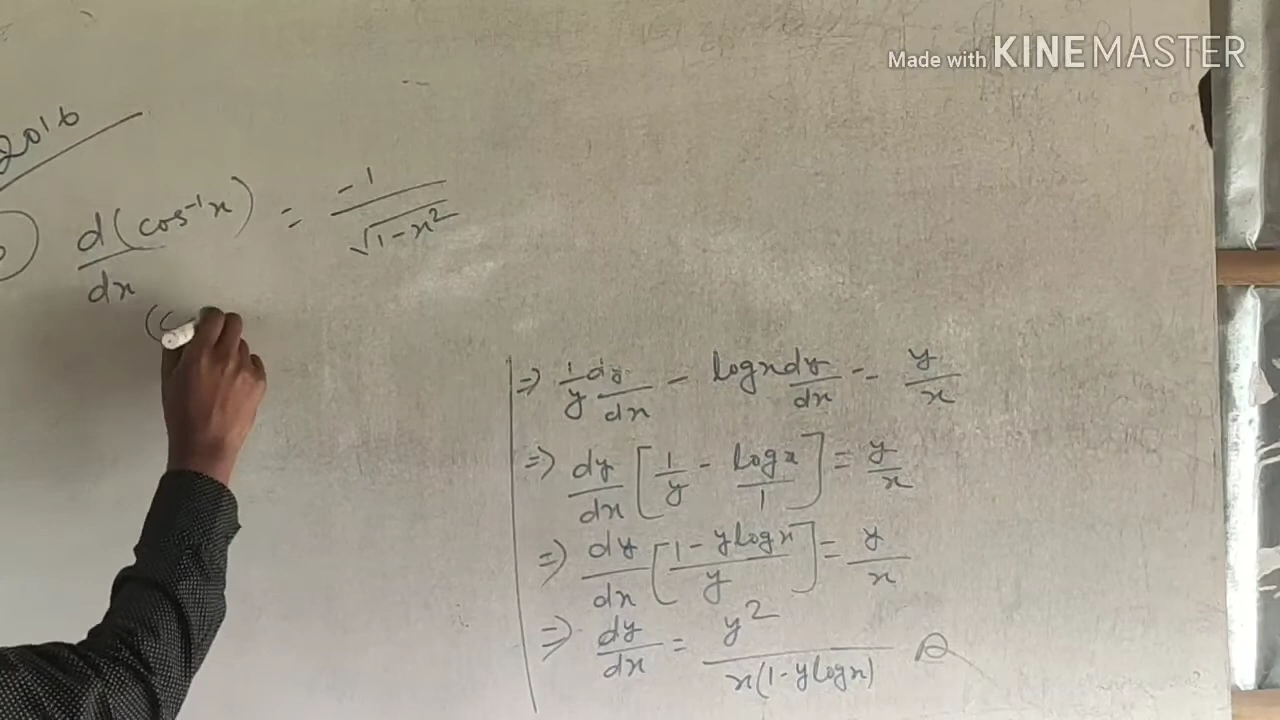 Made with KINEMASTER
2016
d(cos⁻¹x)/dx = -1/√1-x²
(c
⇒ 1/y dy/dx - logx dy/dx = y/x
⇒ dy/dx [1/y - logx/1] = y/x
⇒ dy/dx [1-ylogx/y] = y/x
⇒ dy/dx = y²/x(1-ylogx)